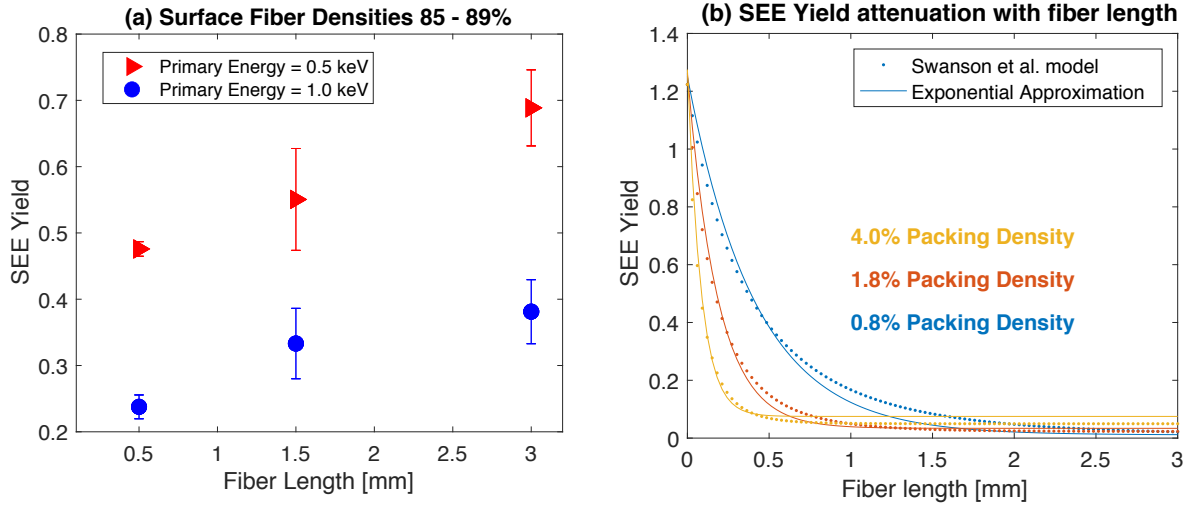 (a) Surface Fiber Densities 85 - 89%
0.8
0.7
0.6
0.5
0.4
0.3
0.2
SEE Yield
Primary Energy = 0.5 keV
Primary Energy = 1.0 keV
0.5 1 1.5 2 2.5 3
Fiber Length [mm]
(b) SEE Yield attenuation with fiber length
1.4
1.2
1
0.8
0.6
0.4
0.2
0
SEE Yield
Swanson et al. model
Exponential Approximation
4.0% Packing Density
1.8% Packing Density
0.8% Packing Density
0 0.5 1 1.5 2 2.5 3
Fiber length [mm]